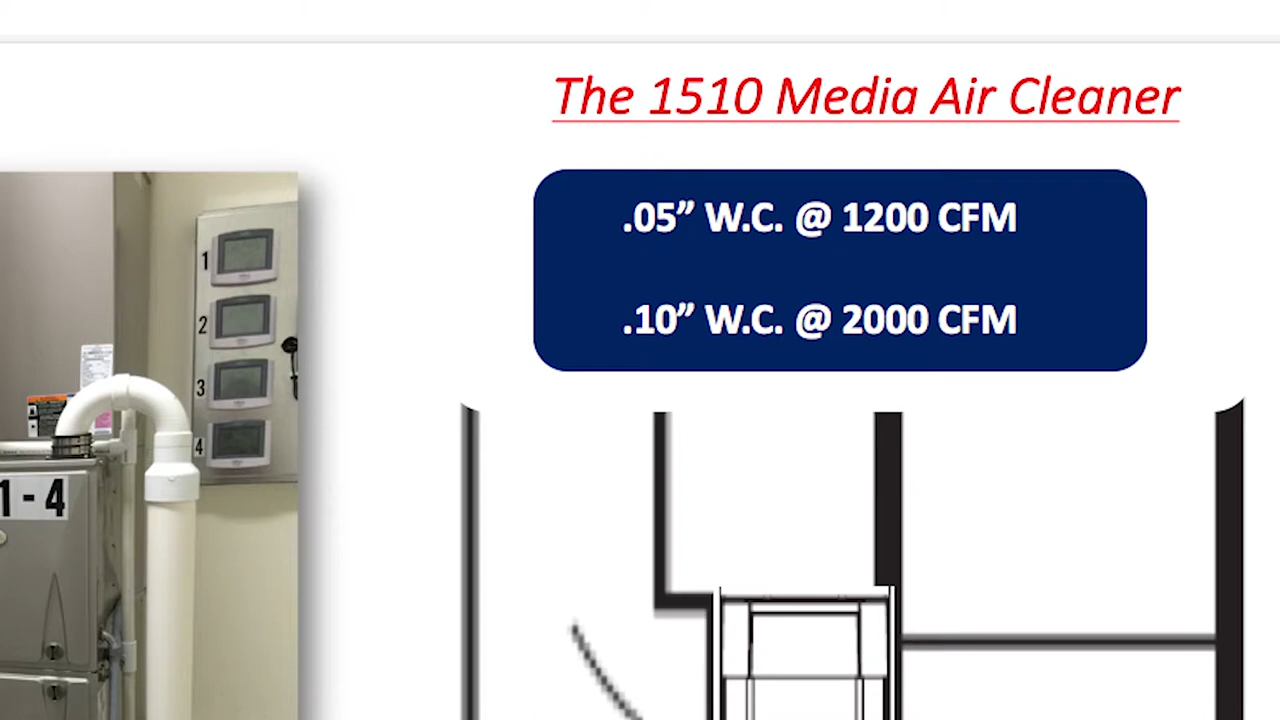 The 1510 Media Air Cleaner
.05” W.C. @ 1200 CFM
.10” W.C. @ 2000 CFM
1
2
3
4
1 - 4